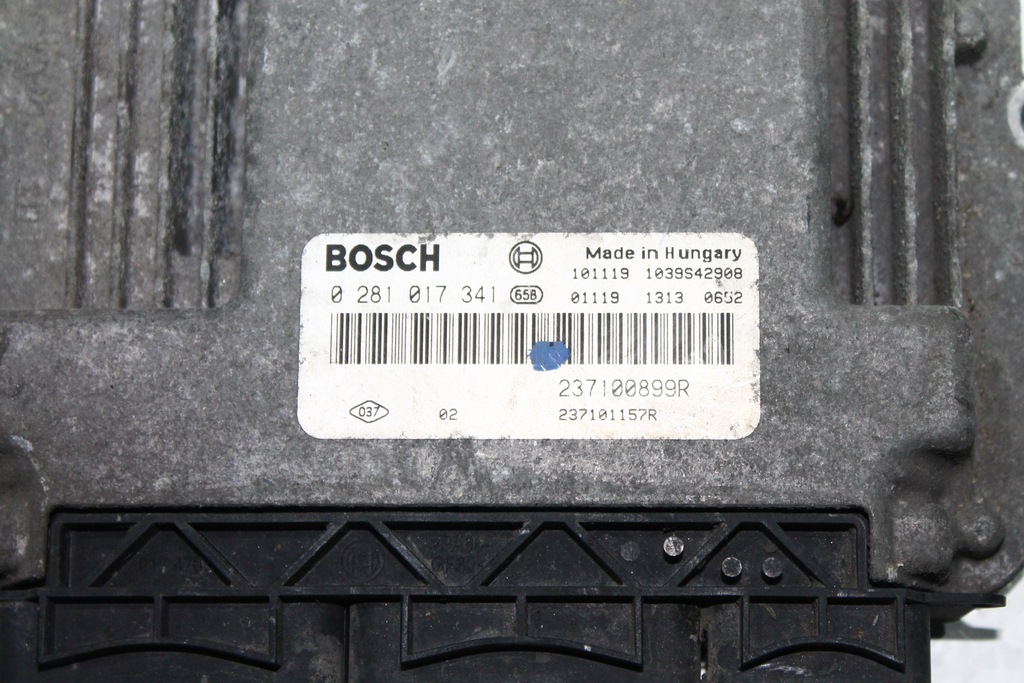 BOSCH
Made in Hungary
101119 1039S42908
0 281 017 341 65B 01119 1313 0652
237100899R
037 02 237101157R